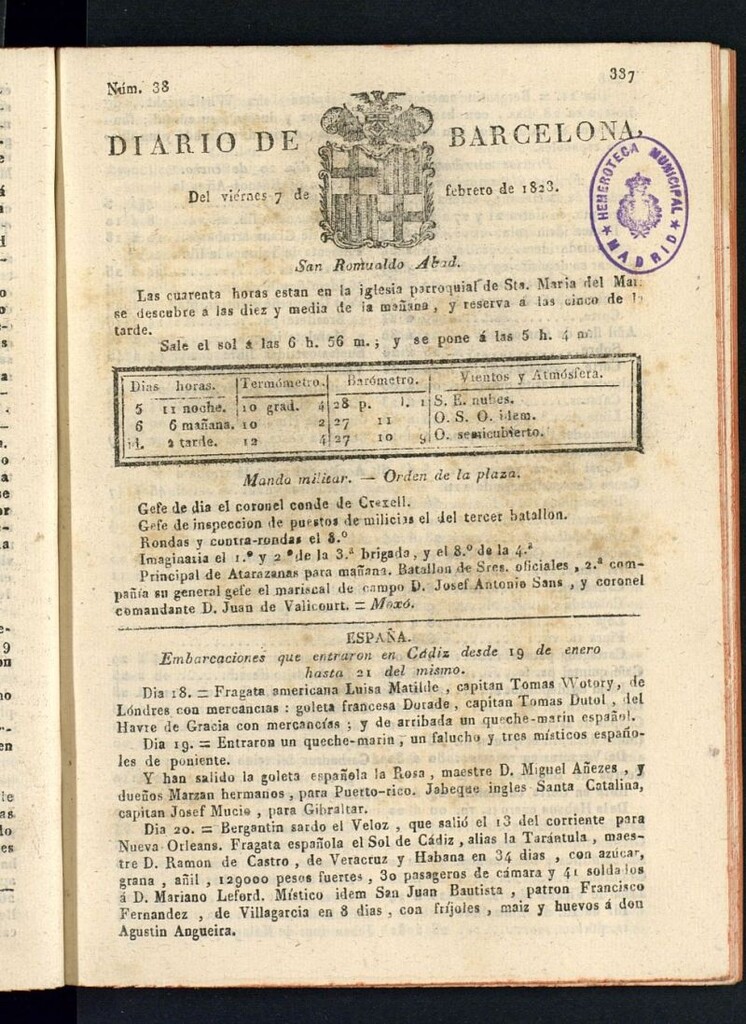 Núm. 38
337
DIARIO DE BARCELONA,
Del viérnes 7 de febrero de 1823.
HEMEROTECA MUNICIPAL
MADRID
San Romualdo Abad.
Las cuarenta horas estan en la iglesia parroquial de Sta. Maria del Mar:
se descubre á las diez y media de la mañana, y reserva á las cinco de la
tarde.
Sale el sol á las 6 h. 56 m.; y se pone á las 5 h. 4 m.
Dias horas. Termómetro. Barómetro. Vientos y Atmósfera.
5 11 noche. 10 grad. 4 28 p. l. 1 S. E. nubes.
6 6 mañana. 10 2 27 11 O. S. O. idem.
id. 2 tarde. 12 4 27 10 9 O. semicubierto.
Mando militar. — Orden de la plaza.
Gefe de dia el coronel conde de Crexell.
Gefe de inspeccion de puestos de milicias el del tercer batallon.
Rondas y contra-rondas el 8.º
Imaginaria el 1.º y 2.º de la 3.ª brigada, y el 8.º de la 4.ª
Principal de Atarazanas para mañana. Batallon de Sres. oficiales, 2.ª com-
pañía su general gefe el mariscal de campo D. Josef Antonio Sans, y coronel
comandante D. Juan de Valicourt. = Moxó.
ESPAÑA.
Embarcaciones que entraron en Cádiz desde 19 de enero
hasta 21 del mismo.
Dia 18. = Fragata americana Luisa Matilde, capitan Tomas Wotory, de
Lóndres con mercancias: goleta francesa Dorade, capitan Tomas Dutol, del
Havre de Gracia con mercancías; y de arribada un queche-marin español.
Dia 19. = Entraron un queche-marin, un falucho y tres místicos españo-
les de poniente.
Y han salido la goleta española la Rosa, maestre D. Miguel Añezes, y
dueños Marzan hermanos, para Puerto-rico. Jabeque ingles Santa Catalina,
capitan Josef Mucio, para Gibraltar.
Dia 20. = Bergantin sardo el Veloz, que salió el 13 del corriente para
Nueva Orleans. Fragata española el Sol de Cádiz, alias la Tarántula, maes-
tre D. Ramon de Castro, de Veracruz y Habana en 34 dias, con azúcar,
grana, añil, 129000 pesos fuertes, 30 pasageros de cámara y 41 soldados
á D. Mariano Leford. Místico idem San Juan Bautista, patron Francisco
Fernandez, de Villagarcia en 8 dias, con fríjoles, maiz y huevos á don
Agustin Angueira.